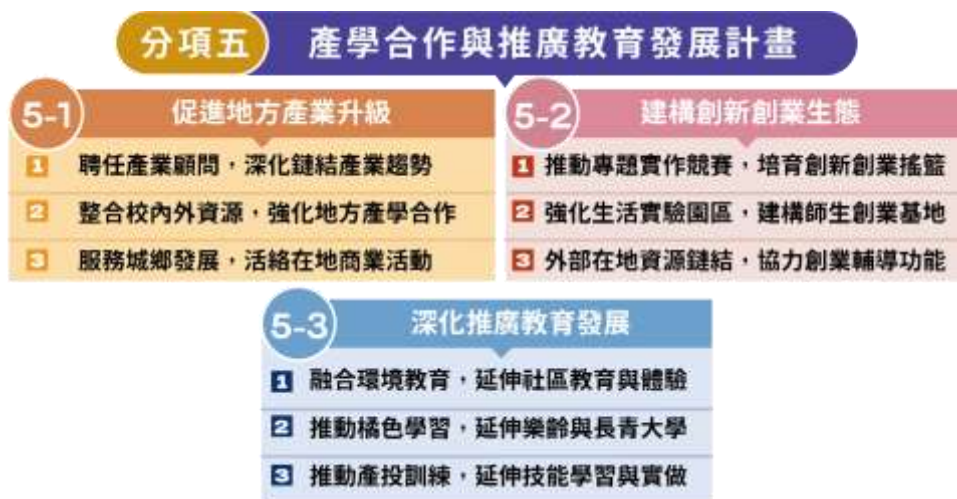 分項五 產學合作與推廣教育發展計畫
5-1 促進地方產業升級
1 聘任產業顧問，深化鏈結產業趨勢
2 整合校內外資源，強化地方產學合作
3 服務城鄉發展，活絡在地商業活動
5-2 建構創新創業生態
1 推動專題實作競賽，培育創新創業搖籃
2 強化生活實驗園區，建構師生創業基地
3 外部在地資源鏈結，協力創業輔導功能
5-3 深化推廣教育發展
1 融合環境教育，延伸社區教育與體驗
2 推動橘色學習，延伸樂齡與長青大學
3 推動產投訓練，延伸技能學習與實做